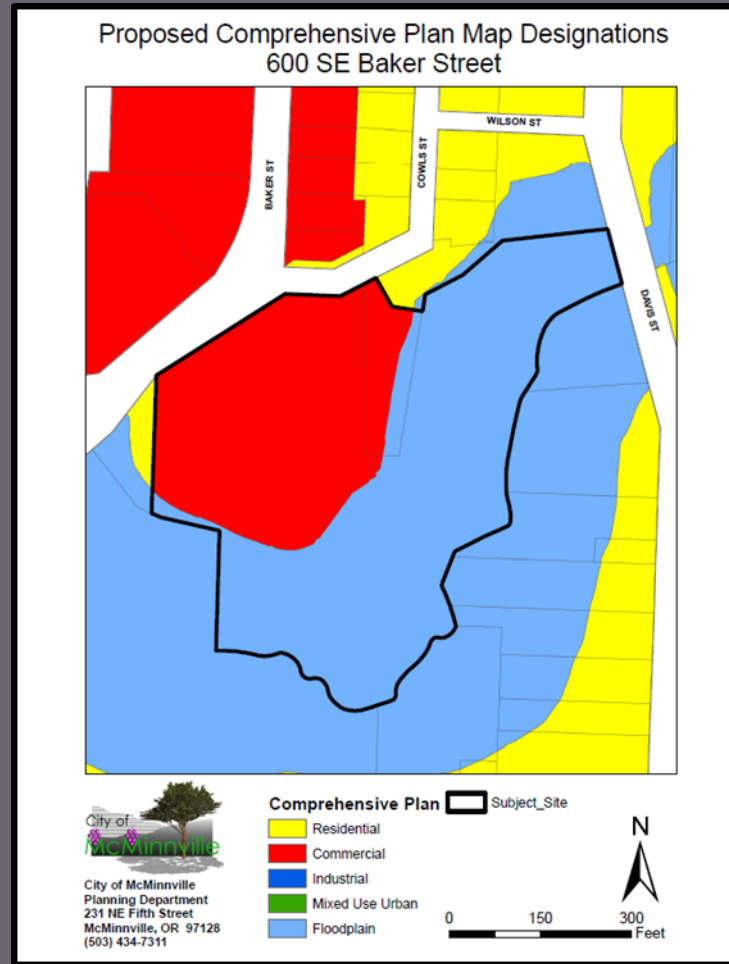 Proposed Comprehensive Plan Map Designations
600 SE Baker Street
WILSON ST
BAKER ST
COWLS ST
DAVIS ST
City of
McMinnville
City of McMinnville
Planning Department
231 NE Fifth Street
McMinnville, OR 97128
(503) 434-7311
Comprehensive Plan
Residential
Commercial
Industrial
Mixed Use Urban
Floodplain
Subject_Site
N
0 150 300
Feet